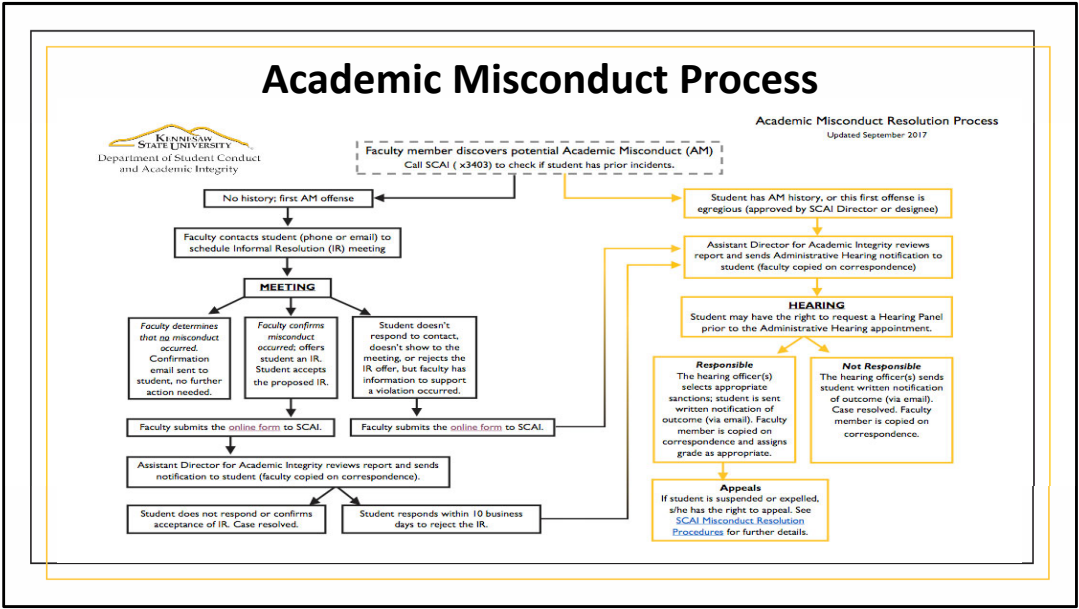 Academic Misconduct Process
KENNESAW
STATE UNIVERSITY
Department of Student Conduct
and Academic Integrity
Academic Misconduct Resolution Process
Updated September 2017
Faculty member discovers potential Academic Misconduct (AM)
Call SCAI ( x3403) to check if student has prior incidents.
No history; first AM offense
Faculty contacts student (phone or email) to
schedule Informal Resolution (IR) meeting
MEETING
Faculty determines
that no misconduct
occurred.
Confirmation
email sent to
student, no further
action needed.
Faculty confirms
misconduct
occurred; offers
student an IR.
Student accepts
the proposed IR.
Student doesn't
respond to contact,
doesn't show to the
meeting, or rejects the
IR offer, but faculty has
information to support
a violation occurred.
Faculty submits the online form to SCAI.
Faculty submits the online form to SCAI.
Assistant Director for Academic Integrity reviews report and sends
notification to student (faculty copied on correspondence).
Student does not respond or confirms
acceptance of IR. Case resolved.
Student responds within 10 business
days to reject the IR.
Student has AM history, or this first offense is
egregious (approved by SCAI Director or designee)
Assistant Director for Academic Integrity reviews
report and sends Administrative Hearing notification to
student (faculty copied on correspondence)
HEARING
Student may have the right to request a Hearing Panel
prior to the Administrative Hearing appointment.
Responsible
The hearing officer(s)
selects appropriate
sanctions; student is sent
written notification of
outcome (via email). Faculty
member is copied on
correspondence and assigns
grade as appropriate.
Not Responsible
The hearing officer(s) sends
student written notification
of outcome (via email).
Case resolved. Faculty
member is copied on
correspondence.
Appeals
If student is suspended or expelled,
s/he has the right to appeal. See
SCAI Misconduct Resolution
Procedures for further details.